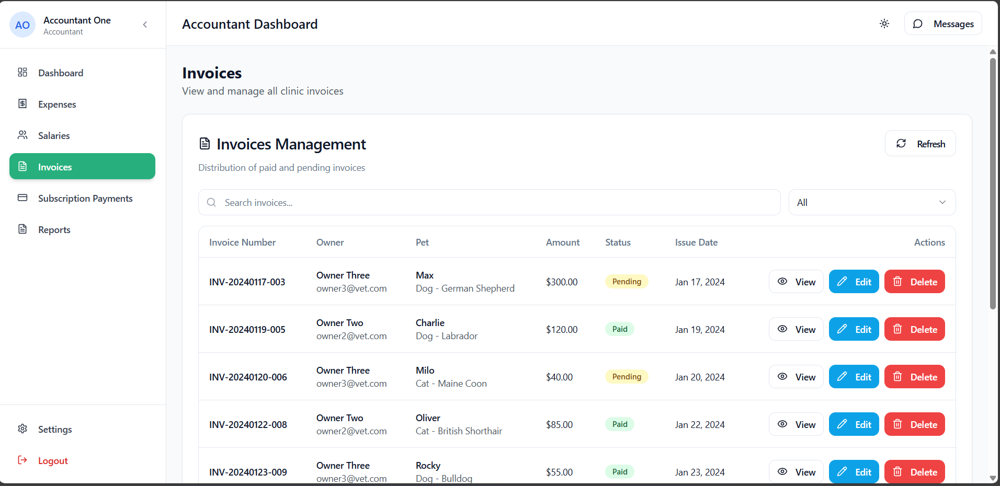 AO
Accountant One
Accountant
Accountant Dashboard
Messages
Dashboard
Expenses
Salaries
Invoices
Subscription Payments
Reports
Settings
Logout
Invoices
View and manage all clinic invoices
Invoices Management
Refresh
Distribution of paid and pending invoices
Search invoices...
All
Invoice Number Owner Pet Amount Status Issue Date Actions
INV-20240117-003 Owner Three Max $300.00 Pending Jan 17, 2024 View Edit Delete
owner3@vet.com Dog - German Shepherd
INV-20240119-005 Owner Two Charlie $120.00 Paid Jan 19, 2024 View Edit Delete
owner2@vet.com Dog - Labrador
INV-20240120-006 Owner Three Milo $40.00 Pending Jan 20, 2024 View Edit Delete
owner3@vet.com Cat - Maine Coon
INV-20240122-008 Owner Two Oliver $85.00 Paid Jan 22, 2024 View Edit Delete
owner2@vet.com Cat - British Shorthair
INV-20240123-009 Owner Three Rocky $55.00 Paid Jan 23, 2024 View Edit Delete
owner3@vet.com Dog - Bulldog